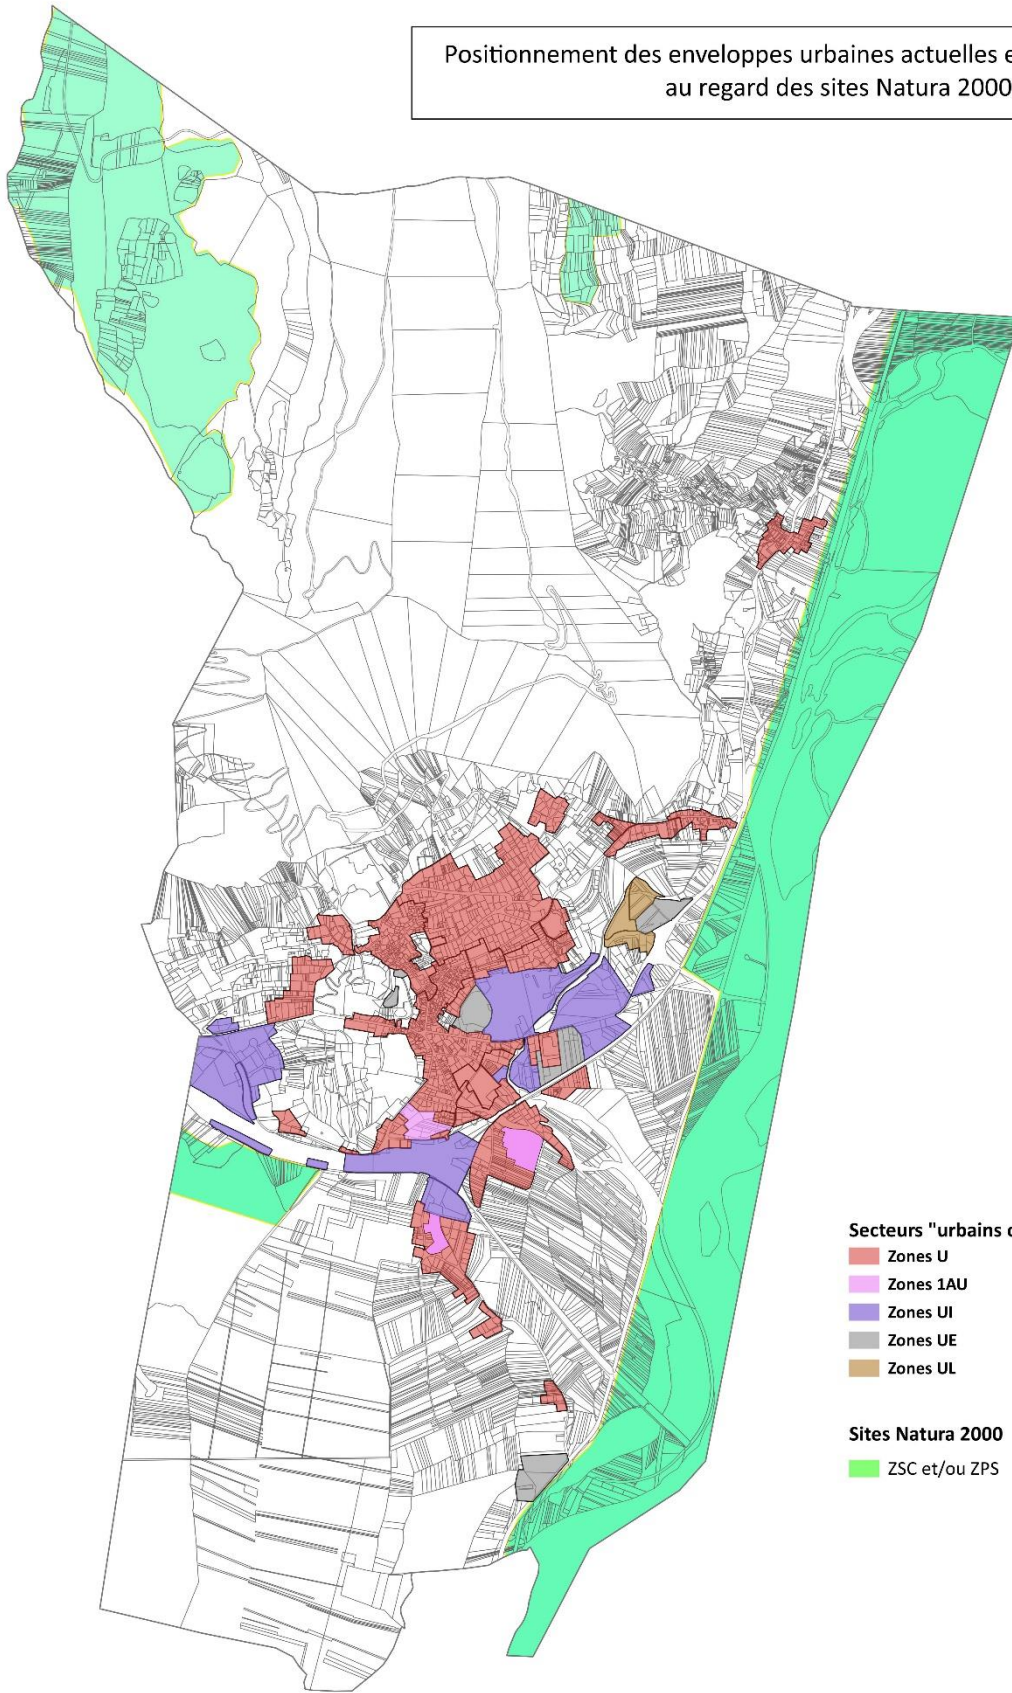 Positionnement des enveloppes urbaines actuelles
au regard des sites Natura 2000
Secteurs "urbains
Zones U
Zones 1AU
Zones UI
Zones UE
Zones UL
Sites Natura 2000
ZSC et/ou ZPS